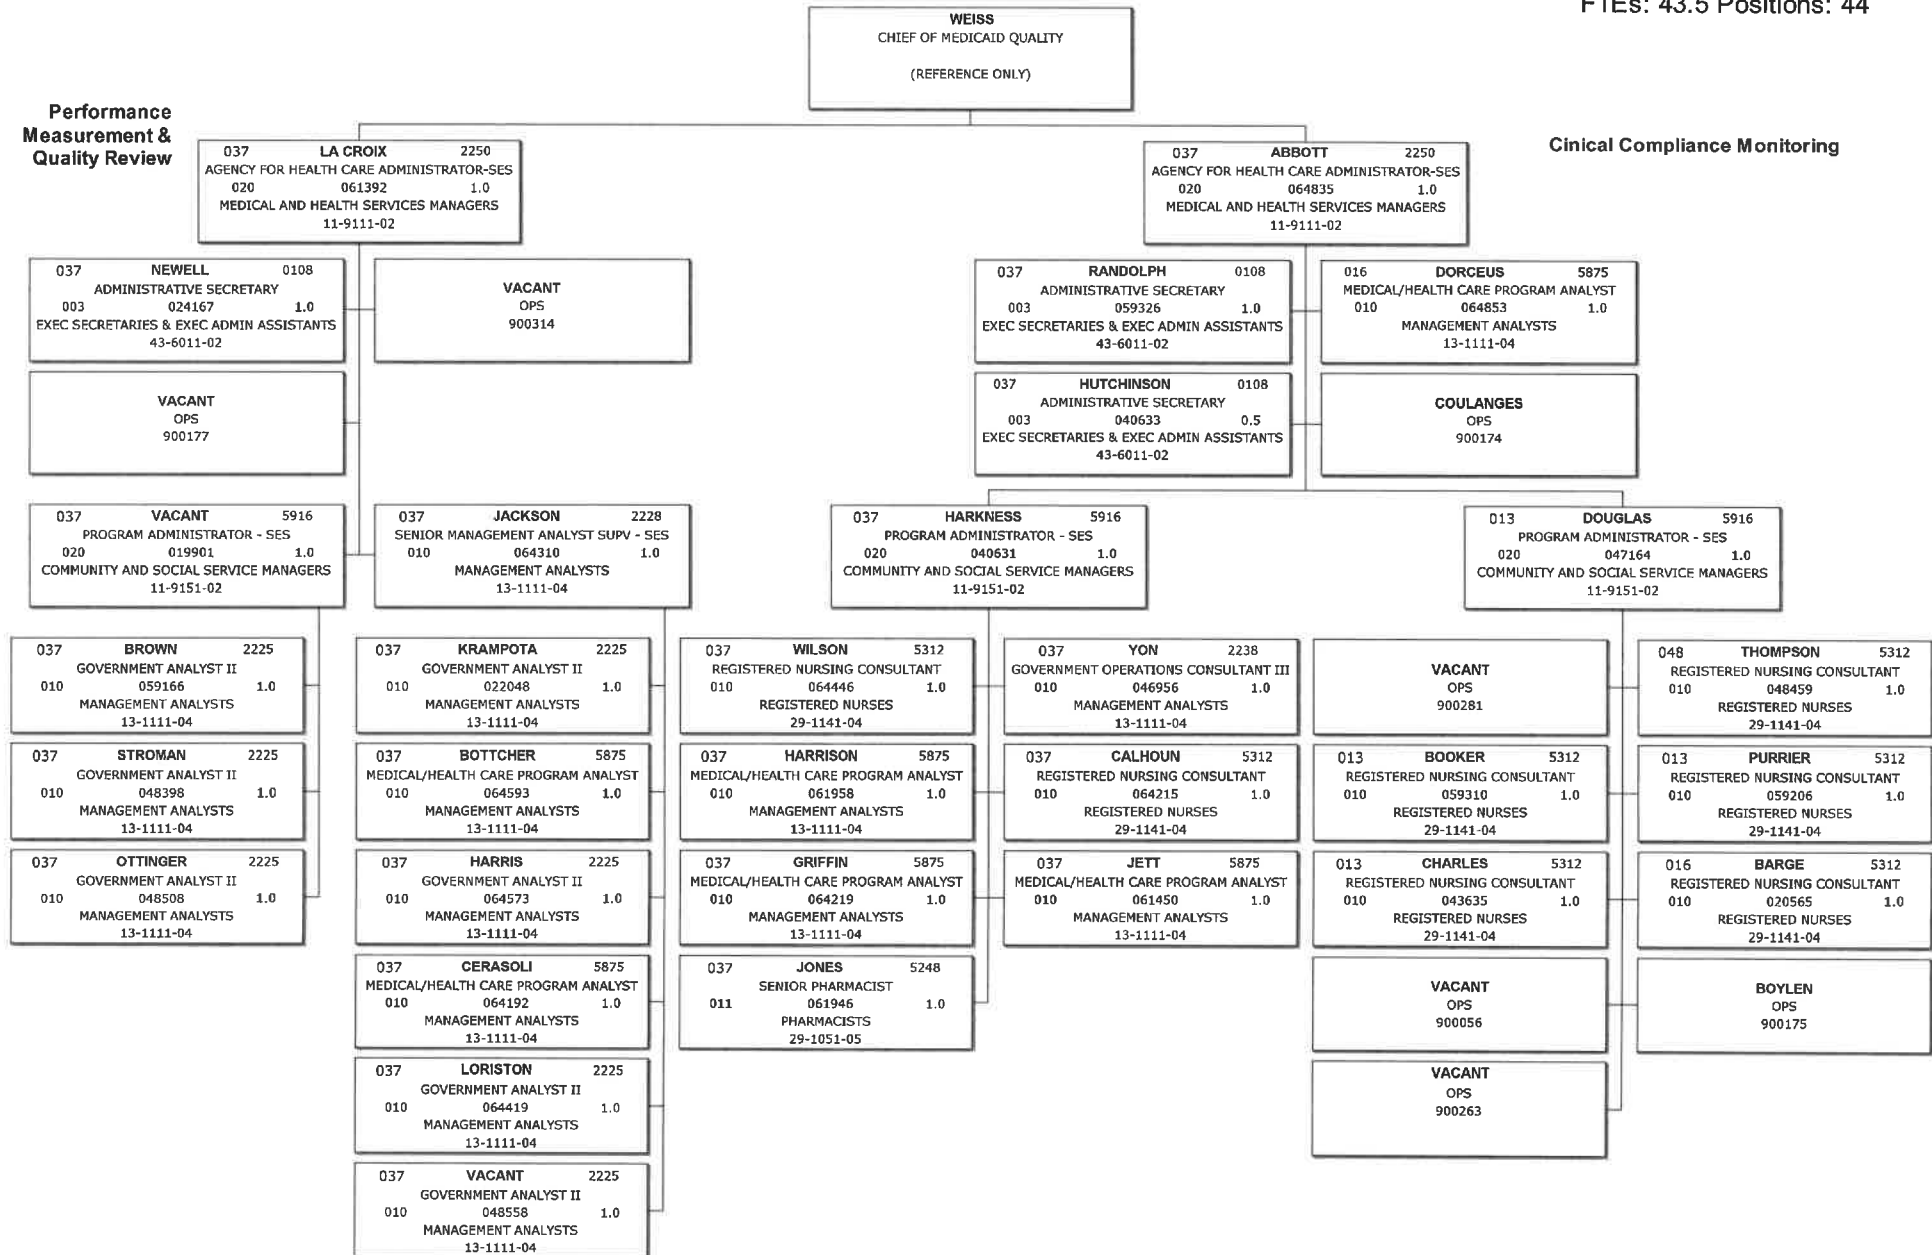 FTEs: 43.5 Positions: 44
WEISS
CHIEF OF MEDICAID QUALITY
(REFERENCE ONLY)
Performance
Measurement &
Quality Review
Cinical Compliance Monitoring
037 LA CROIX 2250
AGENCY FOR HEALTH CARE ADMINISTRATOR-SES
020 061392 1.0
MEDICAL AND HEALTH SERVICES MANAGERS
11-9111-02
037 ABBOTT 2250
AGENCY FOR HEALTH CARE ADMINISTRATOR-SES
020 064835 1.0
MEDICAL AND HEALTH SERVICES MANAGERS
11-9111-02
037 NEWELL 0108
ADMINISTRATIVE SECRETARY
003 024167 1.0
EXEC SECRETARIES & EXEC ADMIN ASSISTANTS
43-6011-02
VACANT
OPS
900314
037 RANDOLPH 0108
ADMINISTRATIVE SECRETARY
003 059326 1.0
EXEC SECRETARIES & EXEC ADMIN ASSISTANTS
43-6011-02
016 DORCEUS 5875
MEDICAL/HEALTH CARE PROGRAM ANALYST
010 064853 1.0
MANAGEMENT ANALYSTS
13-1111-04
VACANT
OPS
900177
037 HUTCHINSON 0108
ADMINISTRATIVE SECRETARY
003 040633 0.5
EXEC SECRETARIES & EXEC ADMIN ASSISTANTS
43-6011-02
COULANGES
OPS
900174
037 VACANT 5916
PROGRAM ADMINISTRATOR - SES
020 019901 1.0
COMMUNITY AND SOCIAL SERVICE MANAGERS
11-9151-02
037 JACKSON 2228
SENIOR MANAGEMENT ANALYST SUPV - SES
010 064310 1.0
MANAGEMENT ANALYSTS
13-1111-04
037 HARKNESS 5916
PROGRAM ADMINISTRATOR - SES
020 040631 1.0
COMMUNITY AND SOCIAL SERVICE MANAGERS
11-9151-02
013 DOUGLAS 5916
PROGRAM ADMINISTRATOR - SES
020 047164 1.0
COMMUNITY AND SOCIAL SERVICE MANAGERS
11-9151-02
037 BROWN 2225
GOVERNMENT ANALYST II
010 059166 1.0
MANAGEMENT ANALYSTS
13-1111-04
037 KRAMPOTA 2225
GOVERNMENT ANALYST II
010 022048 1.0
MANAGEMENT ANALYSTS
13-1111-04
037 WILSON 5312
REGISTERED NURSING CONSULTANT
010 064446 1.0
REGISTERED NURSES
29-1141-04
037 YON 2238
GOVERNMENT OPERATIONS CONSULTANT III
010 046956 1.0
MANAGEMENT ANALYSTS
13-1111-04
VACANT
OPS
900281
048 THOMPSON 5312
REGISTERED NURSING CONSULTANT
010 048459 1.0
REGISTERED NURSES
29-1141-04
037 STROMAN 2225
GOVERNMENT ANALYST II
010 048398 1.0
MANAGEMENT ANALYSTS
13-1111-04
037 BOTTCHER 5875
MEDICAL/HEALTH CARE PROGRAM ANALYST
010 064593 1.0
MANAGEMENT ANALYSTS
13-1111-04
037 HARRISON 5875
MEDICAL/HEALTH CARE PROGRAM ANALYST
010 061958 1.0
MANAGEMENT ANALYSTS
13-1111-04
037 CALHOUN 5312
REGISTERED NURSING CONSULTANT
010 064215 1.0
REGISTERED NURSES
29-1141-04
013 BOOKER 5312
REGISTERED NURSING CONSULTANT
010 059310 1.0
REGISTERED NURSES
29-1141-04
013 PURRIER 5312
REGISTERED NURSING CONSULTANT
010 059206 1.0
REGISTERED NURSES
29-1141-04
037 OTTINGER 2225
GOVERNMENT ANALYST II
010 048508 1.0
MANAGEMENT ANALYSTS
13-1111-04
037 HARRIS 2225
GOVERNMENT ANALYST II
010 064573 1.0
MANAGEMENT ANALYSTS
13-1111-04
037 GRIFFIN 5875
MEDICAL/HEALTH CARE PROGRAM ANALYST
010 064219 1.0
MANAGEMENT ANALYSTS
13-1111-04
037 JETT 5875
MEDICAL/HEALTH CARE PROGRAM ANALYST
010 061450 1.0
MANAGEMENT ANALYSTS
13-1111-04
013 CHARLES 5312
REGISTERED NURSING CONSULTANT
010 043635 1.0
REGISTERED NURSES
29-1141-04
016 BARGE 5312
REGISTERED NURSING CONSULTANT
010 020565 1.0
REGISTERED NURSES
29-1141-04
037 CERASOLI 5875
MEDICAL/HEALTH CARE PROGRAM ANALYST
010 064192 1.0
MANAGEMENT ANALYSTS
13-1111-04
037 JONES 5248
SENIOR PHARMACIST
011 061946 1.0
PHARMACISTS
29-1051-05
VACANT
OPS
900056
BOYLEN
OPS
900175
037 LORISTON 2225
GOVERNMENT ANALYST II
010 064419 1.0
MANAGEMENT ANALYSTS
13-1111-04
VACANT
OPS
900263
037 VACANT 2225
GOVERNMENT ANALYST II
010 048558 1.0
MANAGEMENT ANALYSTS
13-1111-04